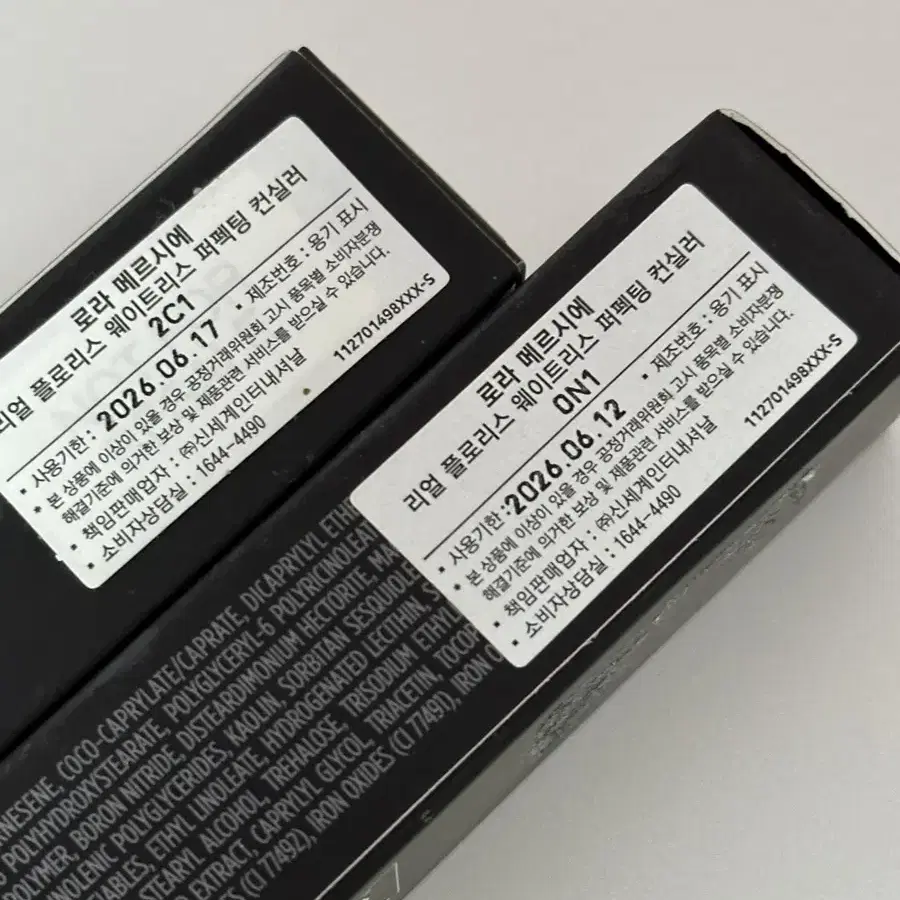 로라 메르시에
리얼 플로리스 웨이트리스 퍼펙팅 컨실러
2C1
• 사용기한 : 2026.06.17 • 제조번호 : 용기 표시
• 본 상품에 이상이 있을 경우 공정거래위원회 고시 품목별 소비자분쟁
해결기준에 의거한 보상 및 제품관련 서비스를 받으실 수 있습니다.
• 책임판매업자 : ㈜신세계인터내셔날
• 소비자상담실 : 1644-4490
112701498XXX-S
로라 메르시에
리얼 플로리스 웨이트리스 퍼펙팅 컨실러
0N1
• 사용기한 : 2026.06.12 • 제조번호 : 용기 표시
• 본 상품에 이상이 있을 경우 공정거래위원회 고시 품목별 소비자분쟁
해결기준에 의거한 보상 및 제품관련 서비스를 받으실 수 있습니다.
• 책임판매업자 : ㈜신세계인터내셔날
• 소비자상담실 : 1644-4490
112701498XXX-S
COCO-CAPRYLATE/CAPRATE, DICAPRYLYL
POLYHYDROXYSTEARATE, POLYGLYCERYL-6 POLYRICINOLEATE
BORON NITRIDE, DISTEARDIMONIUM HECTORITE,
POLYGLYCERIDES, KAOLIN, SORBITAN SESQUIOLE
ETHYL LINOLEATE, HYDROGENATED LECITHIN,
STEARYL ALCOHOL, TREHALOSE, TRISODIUM
EXTRACT, CAPRYLYL GLYCOL, TRIACETIN,
(CI 77492), IRON OXIDES (CI 77491), IRON